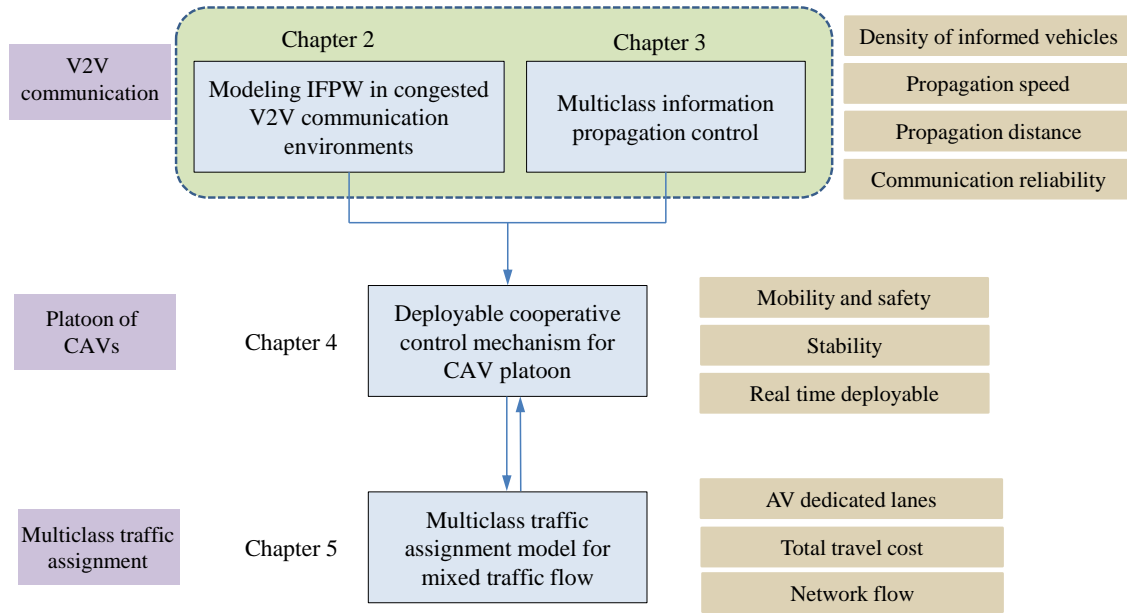 V2V
communication
Chapter 2
Modeling IFPW in congested
V2V communication
environments
Chapter 3
Multiclass information
propagation control
Density of informed vehicles
Propagation speed
Propagation distance
Communication reliability
Platoon of
CAVs
Chapter 4
Deployable cooperative
control mechanism for
CAV platoon
Mobility and safety
Stability
Real time deployable
Multiclass traffic
assignment
Chapter 5
Multiclass traffic
assignment model for
mixed traffic flow
AV dedicated lanes
Total travel cost
Network flow